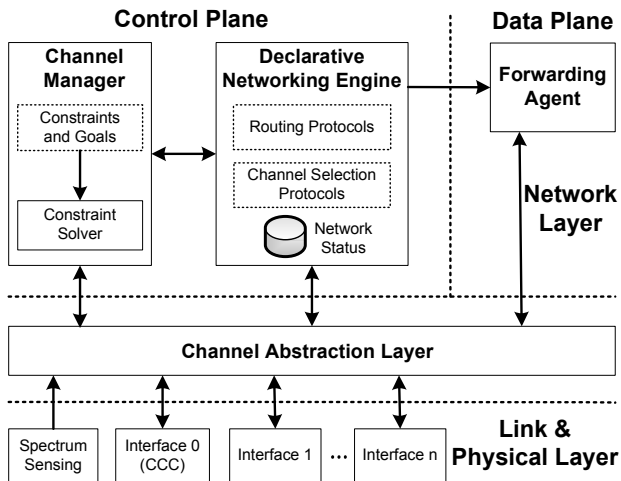 Control Plane
Data Plane
Channel
Manager
Constraints
and Goals
Constraint
Solver
Declarative
Networking Engine
Routing Protocols
Channel Selection
Protocols
Network
Status
Forwarding
Agent
Network
Layer
Channel Abstraction Layer
Spectrum
Sensing
Interface 0
(CCC)
Interface 1
...
Interface n
Link &
Physical Layer